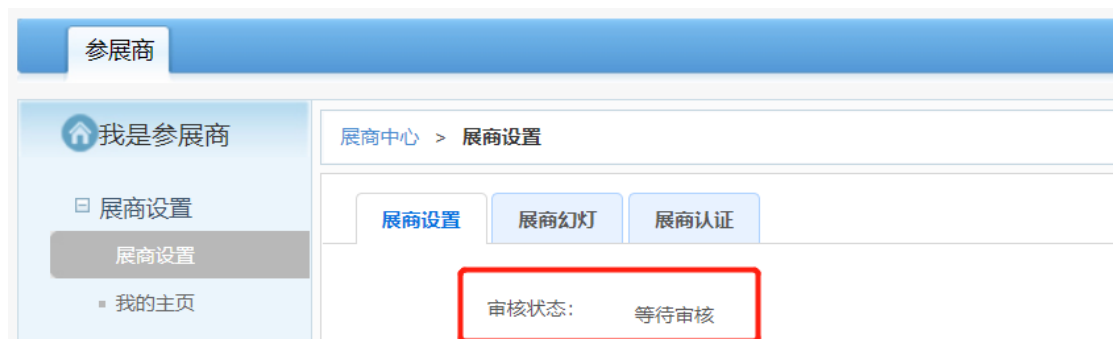 参展商
我是参展商
展商中心 > 展商设置
展商设置
展商设置
我的主页
展商设置 展商幻灯 展商认证
审核状态： 等待审核